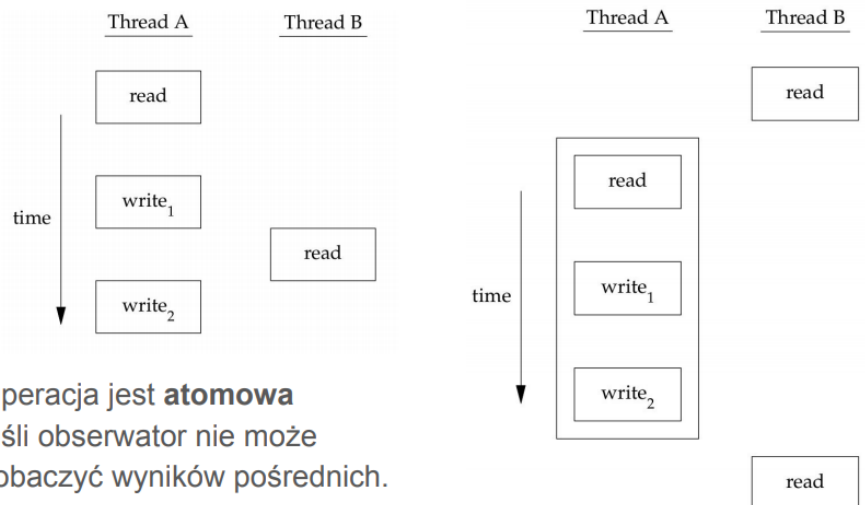 Thread A
Thread B
read
write1
time
read
write2
peracja jest atomowa
śli obserwator nie może
obaczyć wyników pośrednich.
Thread A
Thread B
read
read
write1
time
write2
read